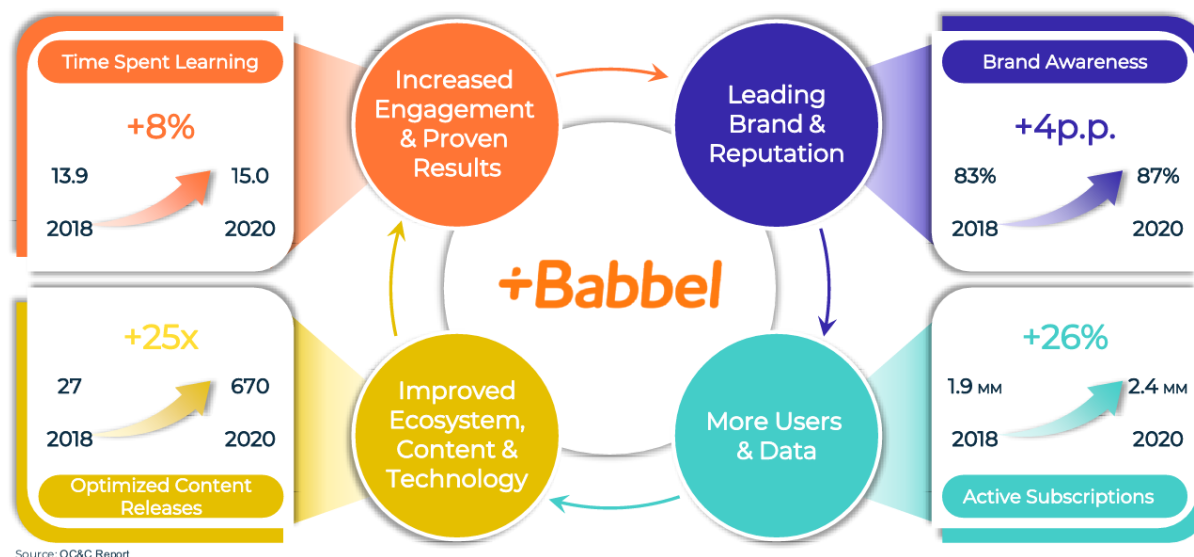 Time Spent Learning
+8%
13.9
15.0
2018
2020
Increased
Engagement
& Proven
Results
Leading
Brand &
Reputation
Brand Awareness
+4p.p.
83%
87%
2018
2020
+Babbel
+25x
27
670
2018
2020
Optimized Content
Releases
Improved
Ecosystem,
Content &
Technology
More Users
& Data
+26%
1.9 MM
2.4 MM
2018
2020
Active Subscriptions
Source: OC&C Report